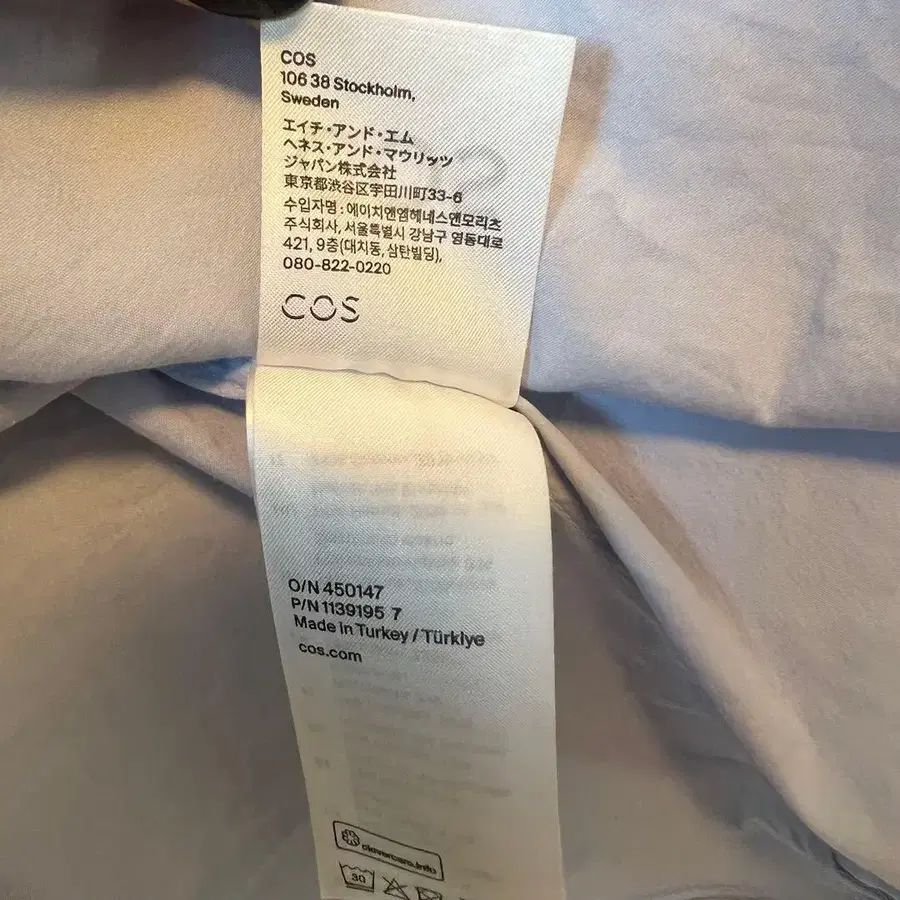 COS
106 38 Stockholm,
Sweden
エイチ・アンド・エム
ヘネス・アンド・マウリッツ
ジャパン株式会社
東京都渋谷区宇田川町33-6
수입자명 : 에이치앤엠헤네스앤모리츠
주식회사, 서울특별시 강남구 영동대로
421, 9층(대치동, 삼탄빌딩),
080-822-0220
COS
O/N 450147
P/N 1139195 7
Made in Turkey / Türkiye
cos.com
clevercare.info
30